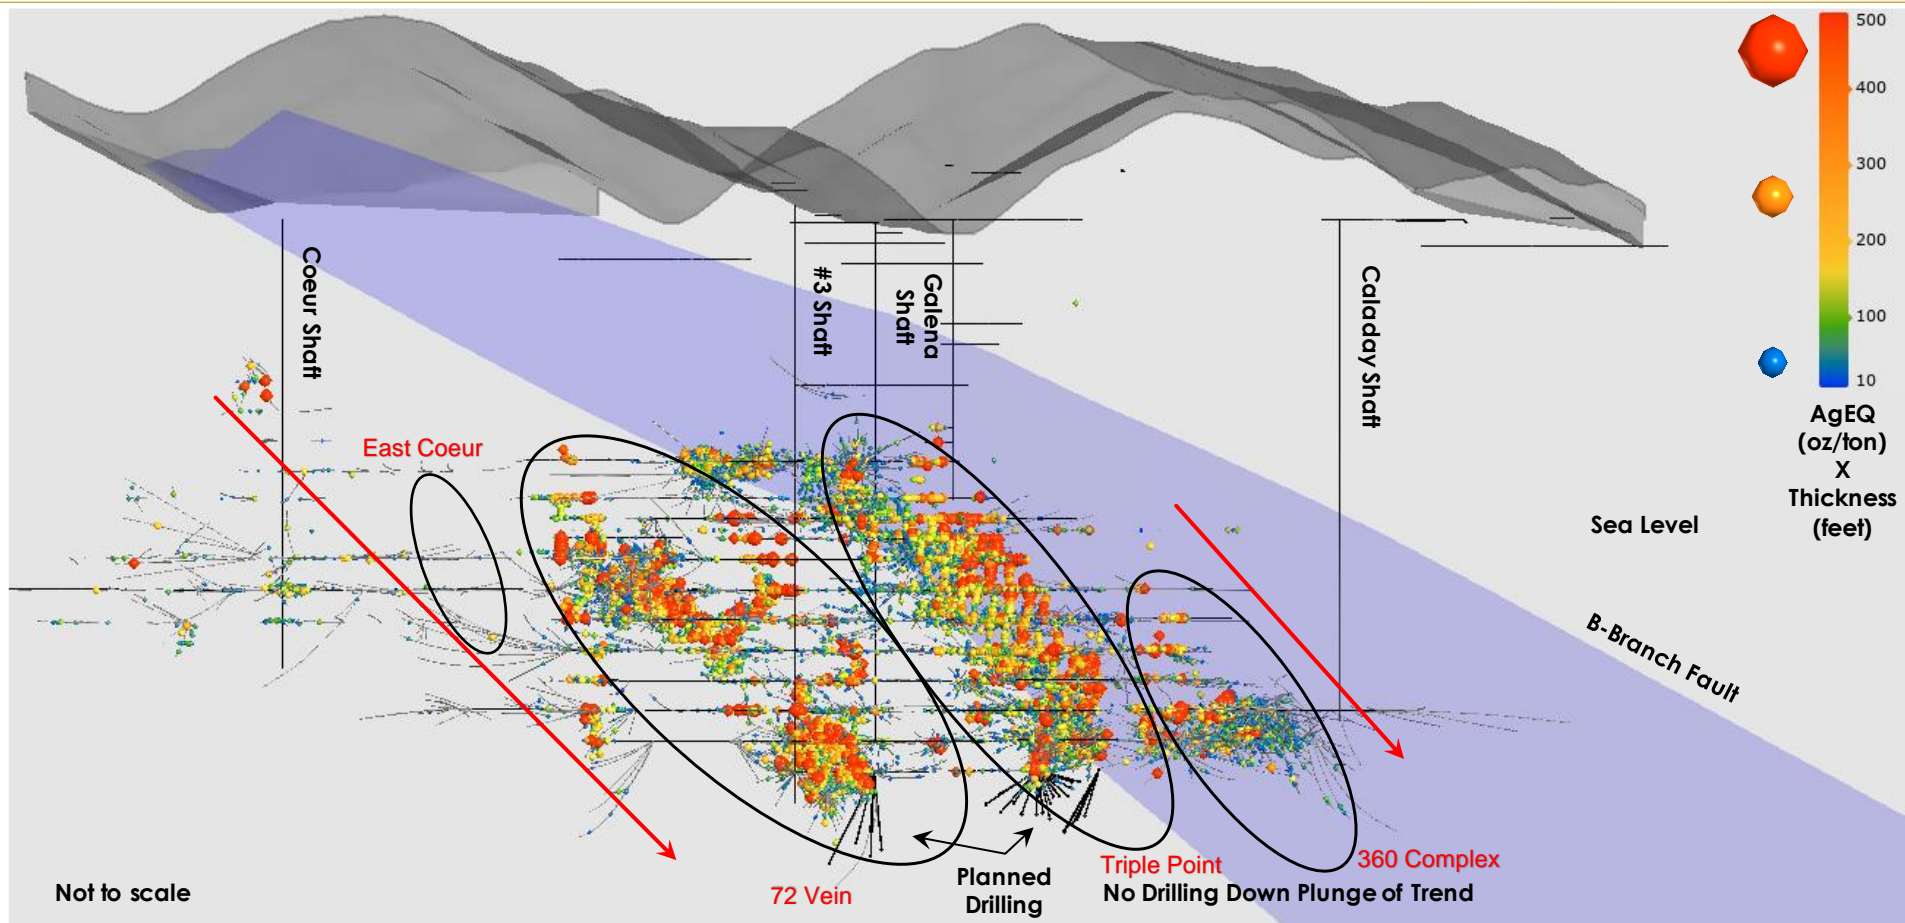 500
400
300
200
100
10
AgEQ
(oz/ton)
X
Thickness
(feet)
Coeur Shaft
#3 Shaft
Galena
Shaft
Caladay Shaft
East Coeur
Sea Level
B-Branch Fault
72 Vein
Planned
Drilling
Triple Point
360 Complex
No Drilling Down Plunge of Trend
Not to scale